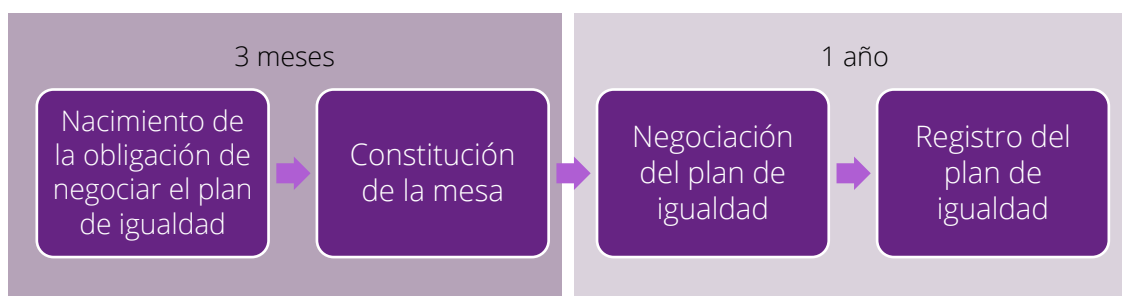 3 meses
Nacimiento de
la obligación de
negociar el plan
de igualdad
Constitución
de la mesa
1 año
Negociación
del plan de
igualdad
Registro del
plan de
igualdad